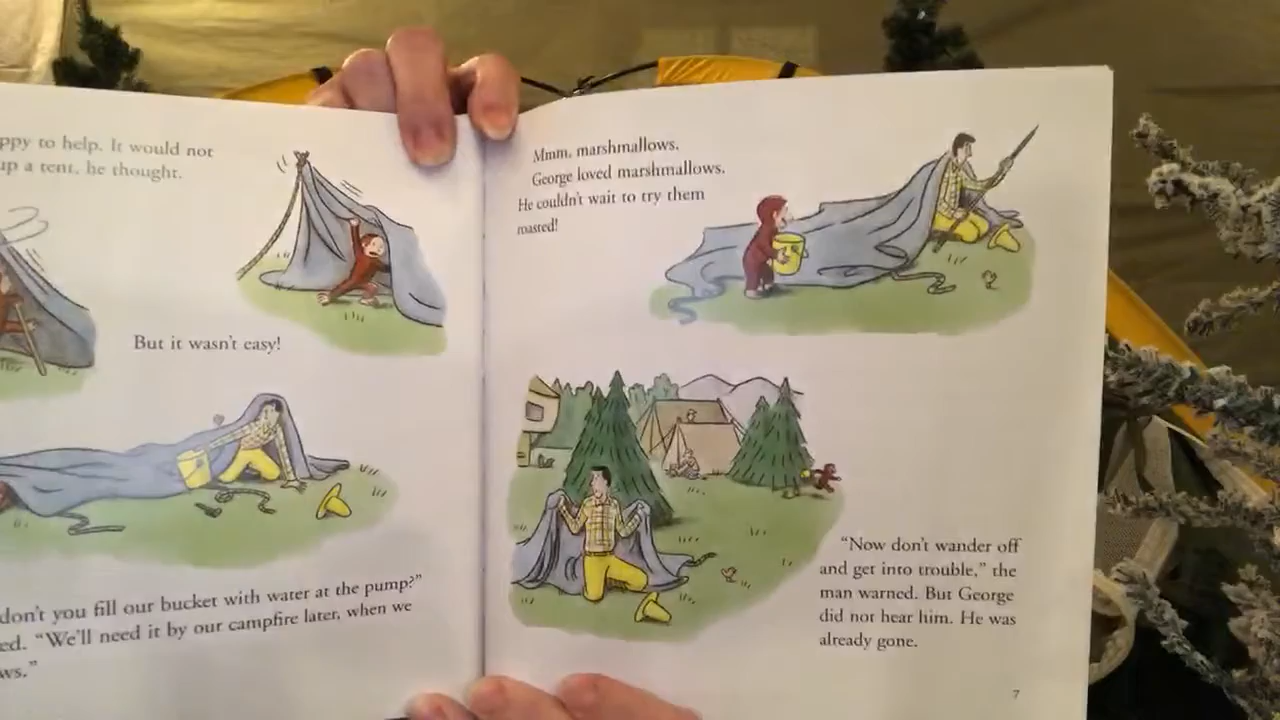 ppy to help. It would not
up a tent, he thought.
But it wasn't easy!
don't you fill our bucket with water at the pump?"
ed. "We'll need it by our campfire later, when we
ws."
Mmm, marshmallows.
George loved marshmallows.
He couldn't wait to try them
roasted!
"Now don't wander off
and get into trouble," the
man warned. But George
did not hear him. He was
already gone.
7